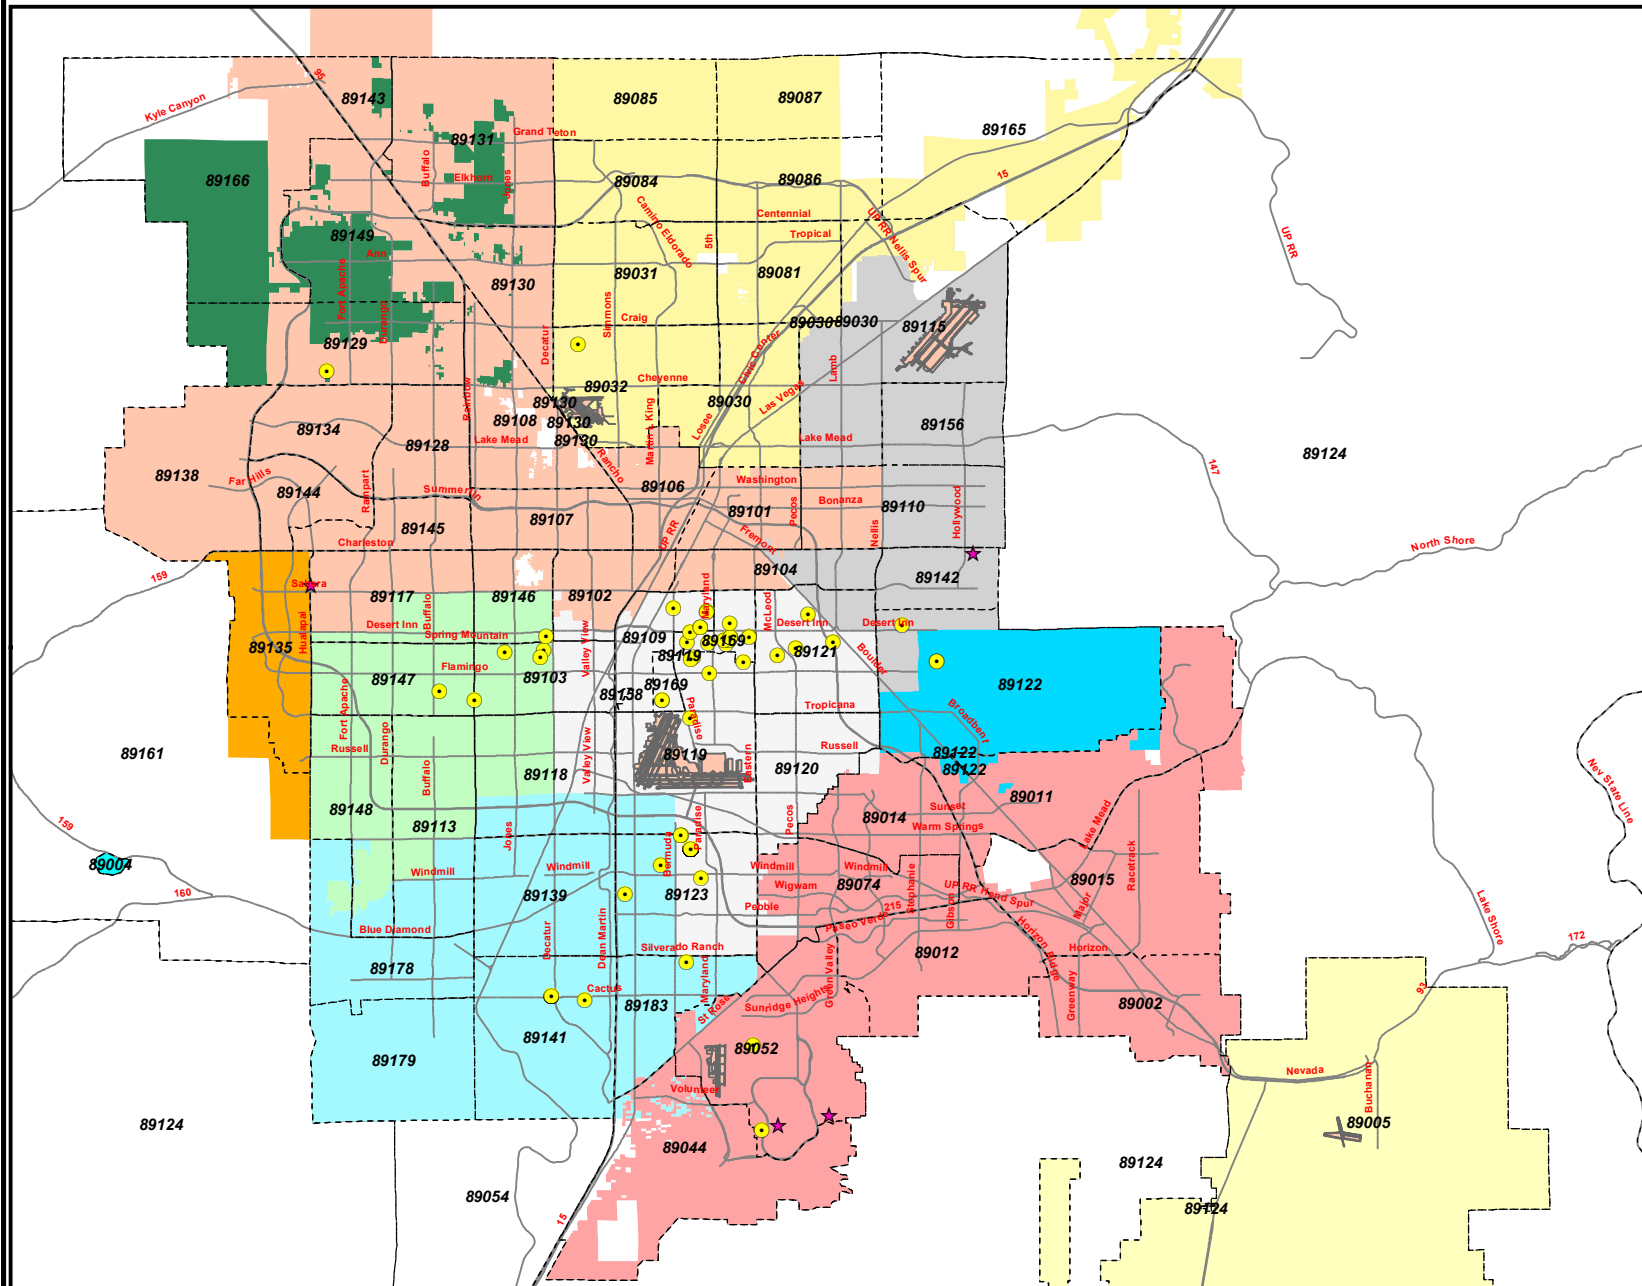 95
Kyle Canyon
89143
89085
89087
89165
89131
Grand Teton
15
89166
Buffalo
Elkhorn
Jones
89084
89086
Camino Eldorado
Centennial
UP RR Nellis Spur
UP RR
89149
Ann
5th
Tropical
Fort Apache
Durango
89130
89031
89081
Simmons
Craig
89030
89030
89115
Decatur
89129
Civic Center
Lamb
Rainbow
89032
Cheyenne
Las Vegas
89130
89108
89130
89130
Martin L King
Losee
89030
89156
89134
89128
Lake Mead
Lake Mead
Rancho
89124
147
89138
Far Hills
89144
Rampart
Summerlin
89106
Washington
Pecos
Bonanza
89110
Hollywood
89145
89107
89101
Nellis
Charleston
UP RR
Fremont
North Shore
159
89104
89142
Sahara
89117
Buffalo
89146
89102
Maryland
McLeod
Hualapai
Desert Inn
Spring Mountain
89109
89169
Desert Inn
Desert Inn
89135
Valley View
89119
89121
Boulder
Flamingo
89147
89103
89158
89169
89122
Fort Apache
Paradise
Tropicana
Broadbent
Durango
Russell
Valley View
89161
89119
Eastern
Russell
89122
89122
89118
89120
Buffalo
Nev State Line
89148
89011
Sunset
89014
Warm Springs
89113
Pecos
Paradise
Lake Mead
159
Jones
Bermuda
Racetrack
89004
Windmill
Windmill
Windmill
Windmill
160
89139
89123
Wigwam
89074
Stephanie
UP RR Hend Spur
89015
Gibson
Major
Pebble
215
Paseo Verde
Lake Shore
Blue Diamond
Decatur
Dean Martin
Silverado Ranch
Horizon Ridge
Horizon
172
89178
89012
Maryland
Green Valley
Greenway
Cactus
89183
St Rose
Sunridge Heights
89002
93
89141
89052
89179
Nevada
Volunteer
Buchanan
89124
89005
89044
89124
89054
89124
15